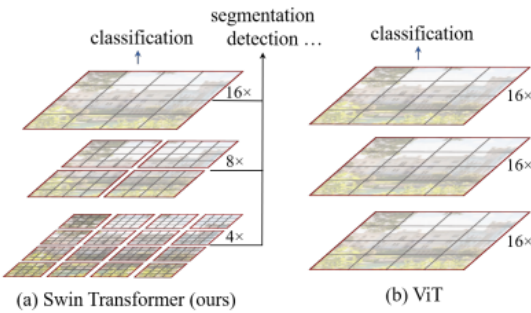 segmentation
classification
detection ...
classification
16×
16×
8×
16×
4×
16×
(a) Swin Transformer (ours)
(b) ViT